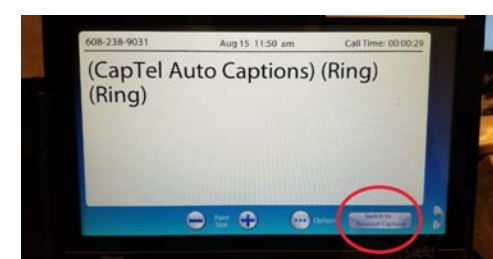 608-238-9031 Aug 15 11:50 am Call Time: 00:00:29
(CapTel Auto Captions) (Ring)
(Ring)
Font
Size
Options
Switch to
Assisted Captions